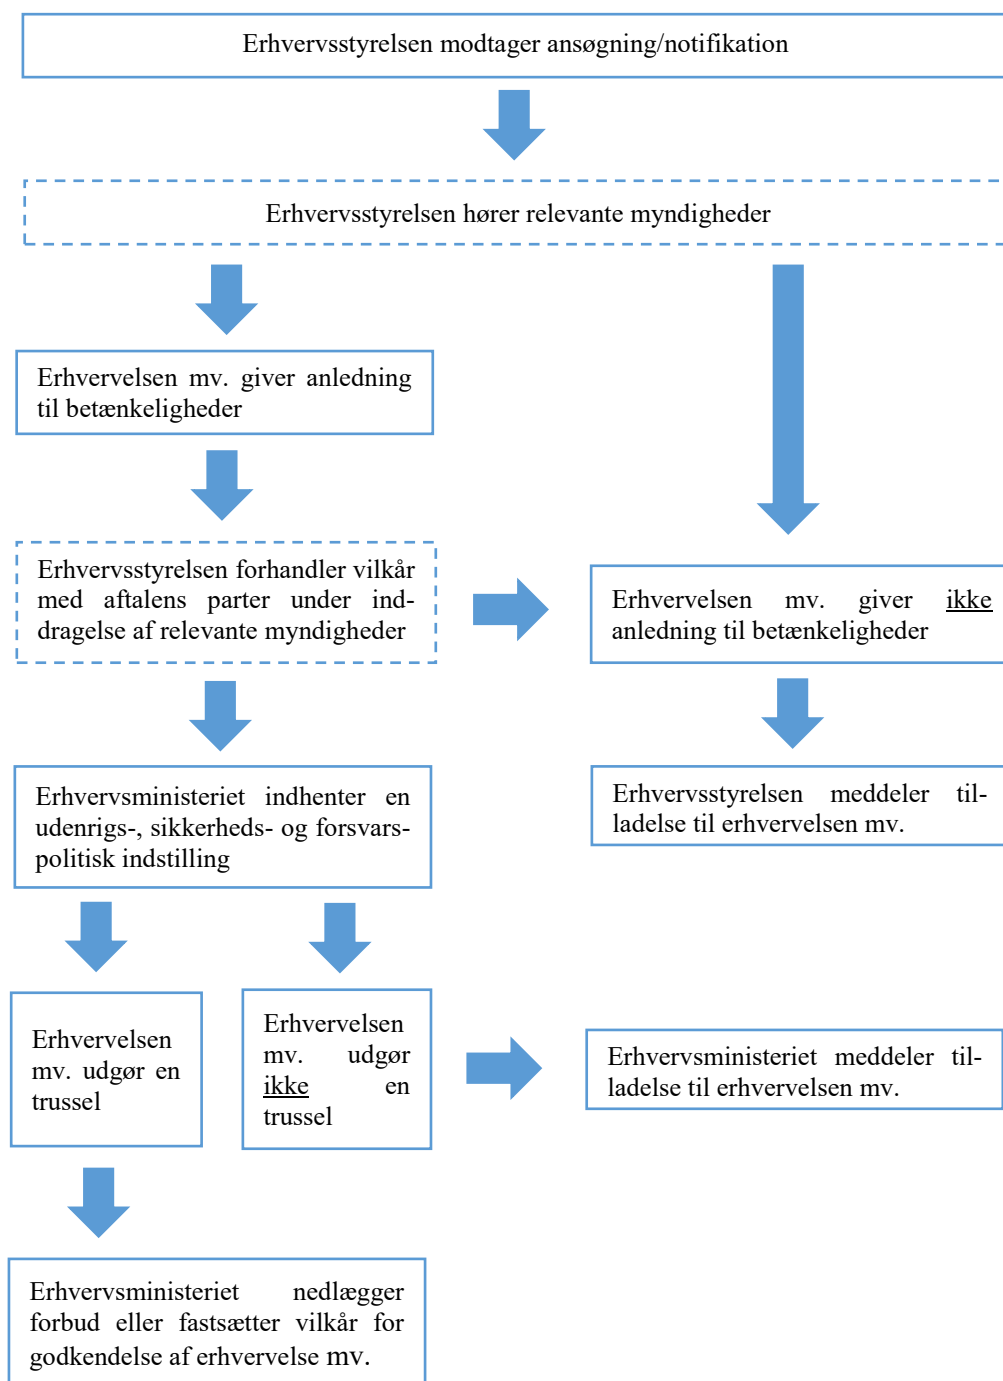 Erhvervsstyrelsen modtager ansøgning/notifikation
Erhvervsstyrelsen hører relevante myndigheder
Erhvervelsen mv. giver anledning
til betænkeligheder
Erhvervsstyrelsen forhandler vilkår
med aftalens parter under ind-
dragelse af relevante myndigheder
Erhvervelsen mv. giver ikke
anledning til betænkeligheder
Erhvervsministeriet indhenter en
udenrigs-, sikkerheds- og forsvars-
politisk indstilling
Erhvervsstyrelsen meddeler til-
ladelse til erhvervelsen mv.
Erhvervelsen
mv. udgør en
trussel
Erhvervelsen
mv. udgør
ikke en
trussel
Erhvervsministeriet meddeler til-
ladelse til erhvervelsen mv.
Erhvervsministeriet nedlægger
forbud eller fastsætter vilkår for
godkendelse af erhvervelse mv.